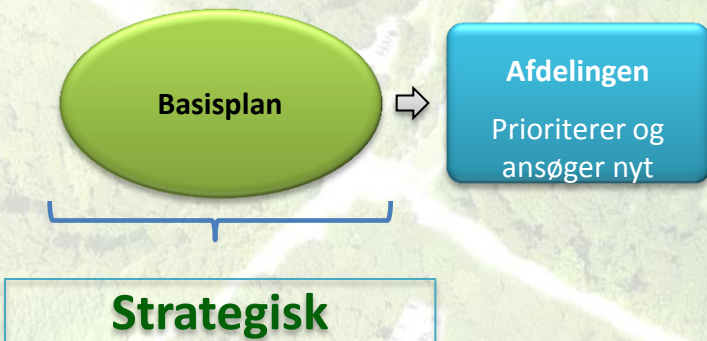 Basisplan
Afdelingen
Prioriterer og
ansøger nyt
Strategisk